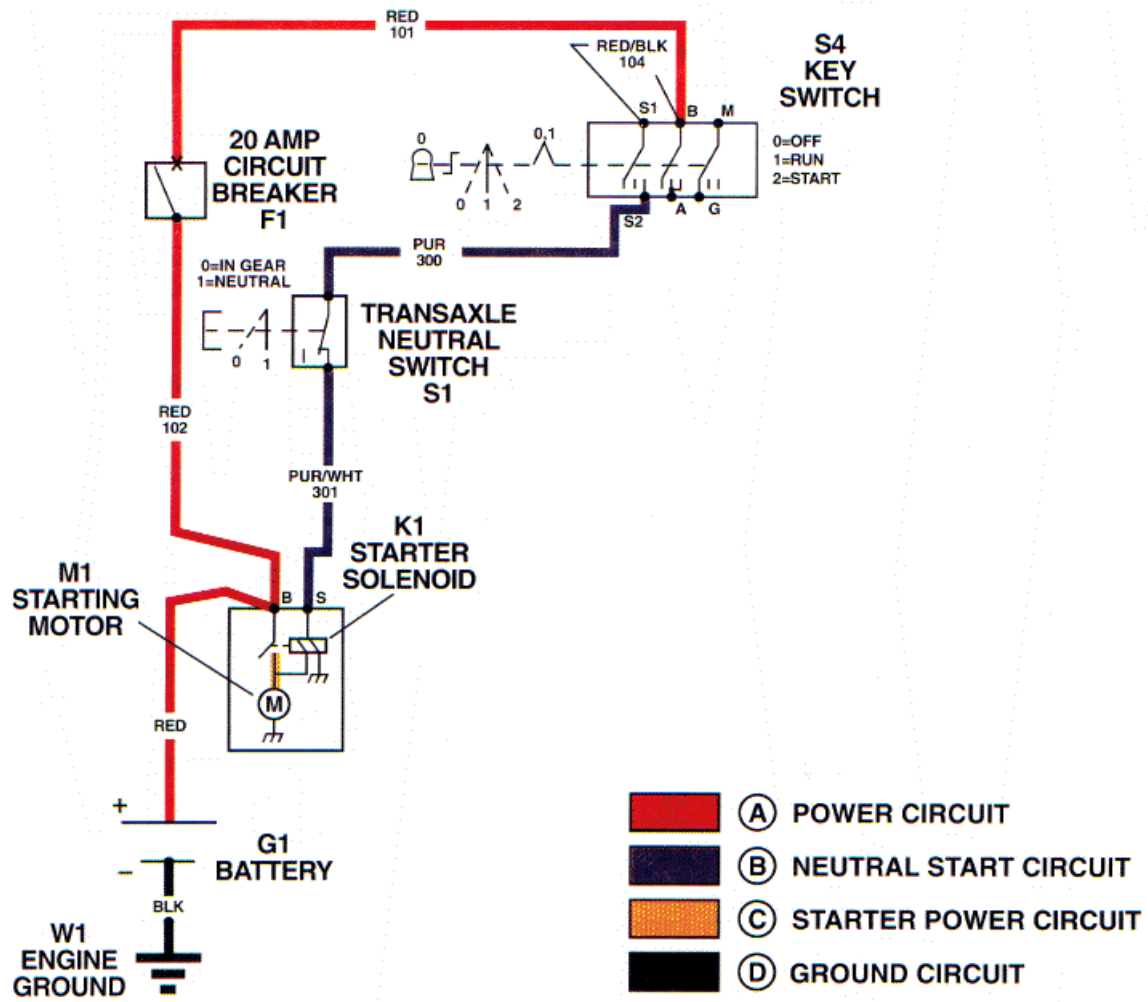 RED
101
RED/BLK
104
S4
KEY
SWITCH
S1
B
M
0=OFF
1=RUN
2=START
0
0,1
0
1
2
S2
A
G
20 AMP
CIRCUIT
BREAKER
F1
PUR
300
0=IN GEAR
1=NEUTRAL
0
1
TRANSAXLE
NEUTRAL
SWITCH
S1
RED
102
PUR/WHT
301
K1
STARTER
SOLENOID
M1
STARTING
MOTOR
B
S
M
RED
+
G1
BATTERY
–
BLK
W1
ENGINE
GROUND
A POWER CIRCUIT
B NEUTRAL START CIRCUIT
C STARTER POWER CIRCUIT
D GROUND CIRCUIT